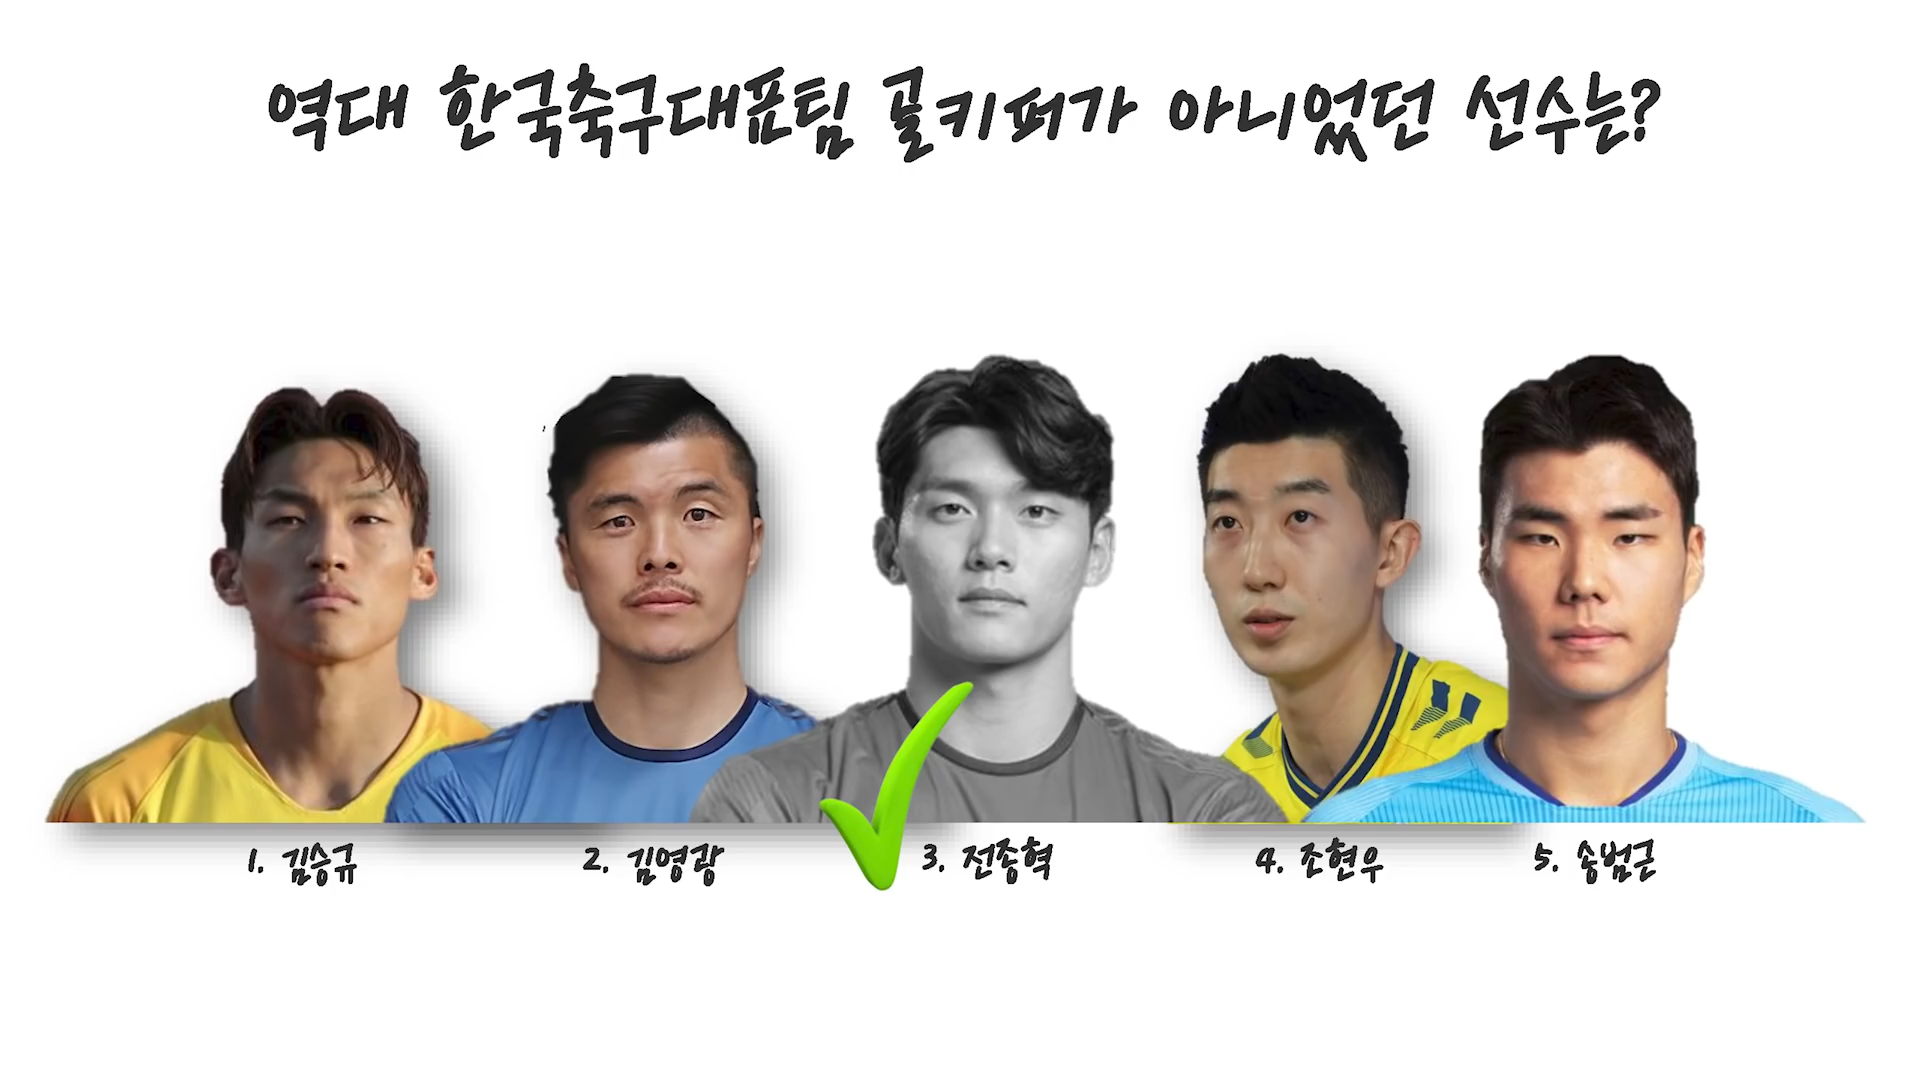 역대 한국축구대표팀 골키퍼가 아니었던 선수는?
1. 김승규
2. 김영광
3. 전종혁
4. 조현우
5. 송범근